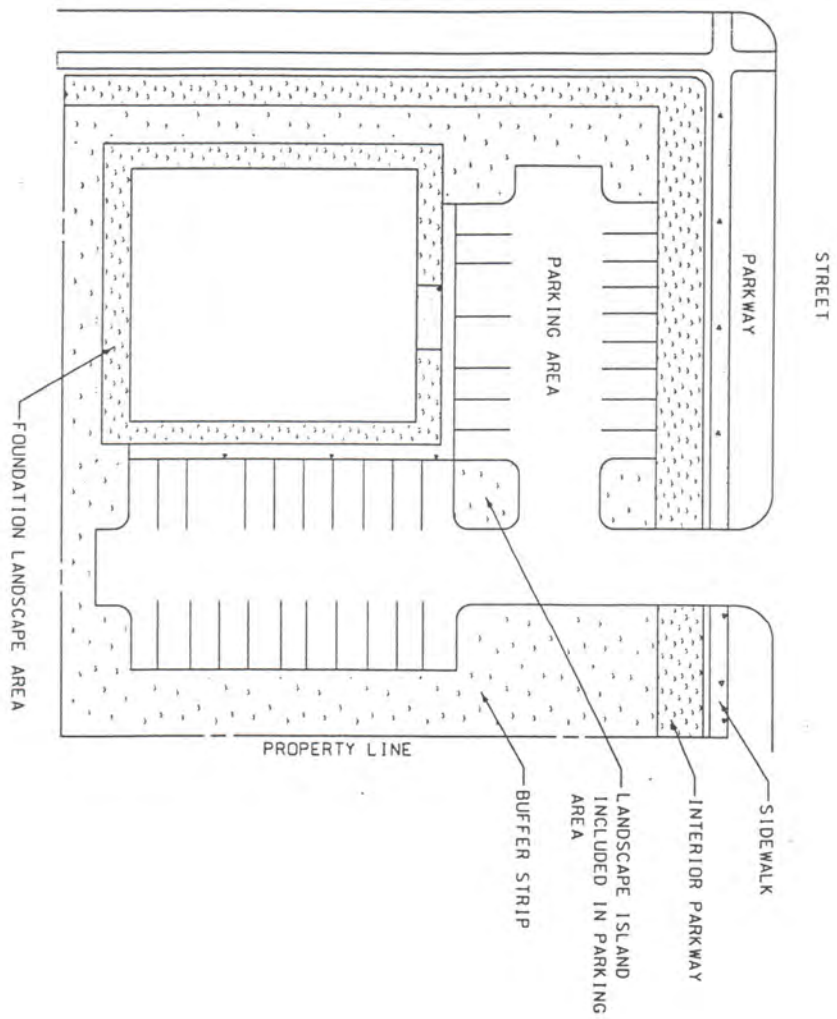 STREET
PARKWAY
PARKING AREA
SIDEWALK
INTERIOR PARKWAY
LANDSCAPE ISLAND
INCLUDED IN PARKING
AREA
BUFFER STRIP
PROPERTY LINE
FOUNDATION LANDSCAPE AREA